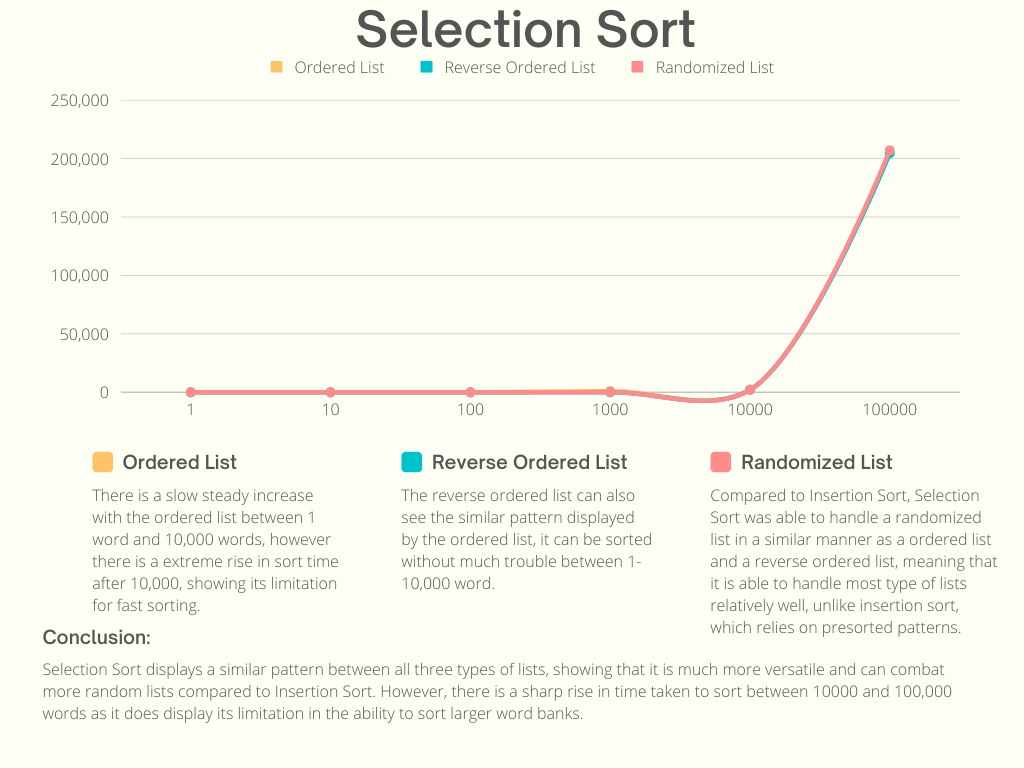 Selection Sort
Ordered List
Reverse Ordered List
Randomized List
250,000
200,000
150,000
100,000
50,000
0
1
10
100
1000
10000
100000
Ordered List
There is a slow steady increase
with the ordered list between 1
word and 10,000 words, however
there is a extreme rise in sort time
after 10,000, showing its limitation
for fast sorting.
Reverse Ordered List
The reverse ordered list can also
see the similar pattern displayed
by the ordered list, it can be sorted
without much trouble between 1-
10,000 word.
Randomized List
Compared to Insertion Sort, Selection
Sort was able to handle a randomized
list in a similar manner as a ordered list
and a reverse ordered list, meaning that
it is able to handle most type of lists
relatively well, unlike insertion sort,
which relies on presorted patterns.
Conclusion:
Selection Sort displays a similar pattern between all three types of lists, showing that it is much more versatile and can combat
more random lists compared to Insertion Sort. However, there is a sharp rise in time taken to sort between 10000 and 100,000
words as it does display its limitation in the ability to sort larger word banks.